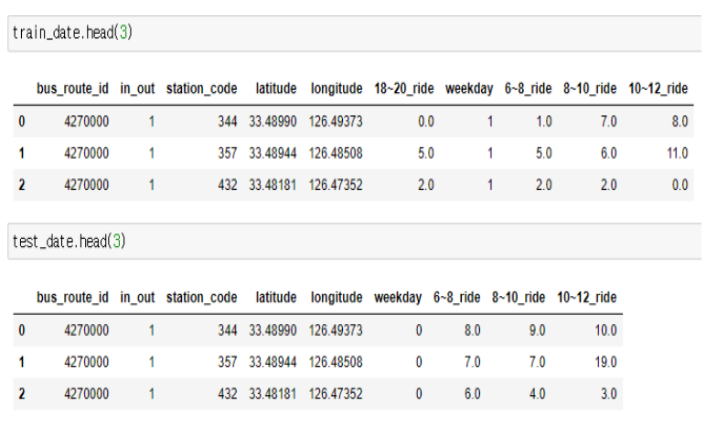 train_date.head(3)
bus_route_id in_out station_code latitude longitude 18~20_ride weekday 6~8_ride 8~10_ride 10~12_ride
0 4270000 1 344 33.48990 126.49373 0.0 1 1.0 7.0 8.0
1 4270000 1 357 33.48944 126.48508 5.0 1 5.0 6.0 11.0
2 4270000 1 432 33.48181 126.47352 2.0 1 2.0 2.0 0.0
test_date.head(3)
bus_route_id in_out station_code latitude longitude weekday 6~8_ride 8~10_ride 10~12_ride
0 4270000 1 344 33.48990 126.49373 0 8.0 9.0 10.0
1 4270000 1 357 33.48944 126.48508 0 7.0 7.0 19.0
2 4270000 1 432 33.48181 126.47352 0 6.0 4.0 3.0